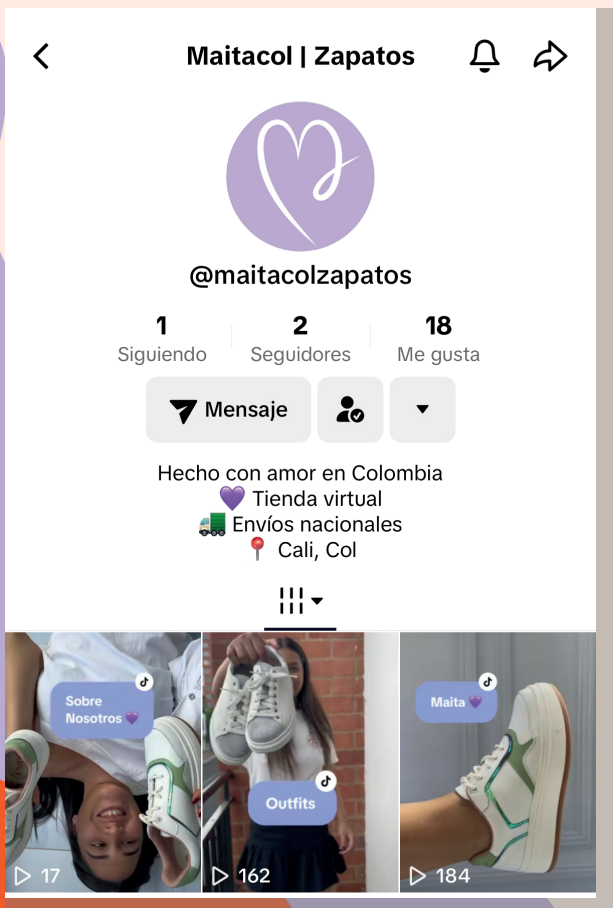 Maitacol | Zapatos
@maitacolzapatos
1
Siguiendo
2
Seguidores
18
Me gusta
Mensaje
Hecho con amor en Colombia
💜 Tienda virtual
🚛 Envíos nacionales
📍 Cali, Col
Sobre
Nosotros 💜
17
Outfits
162
Maita 💜
184